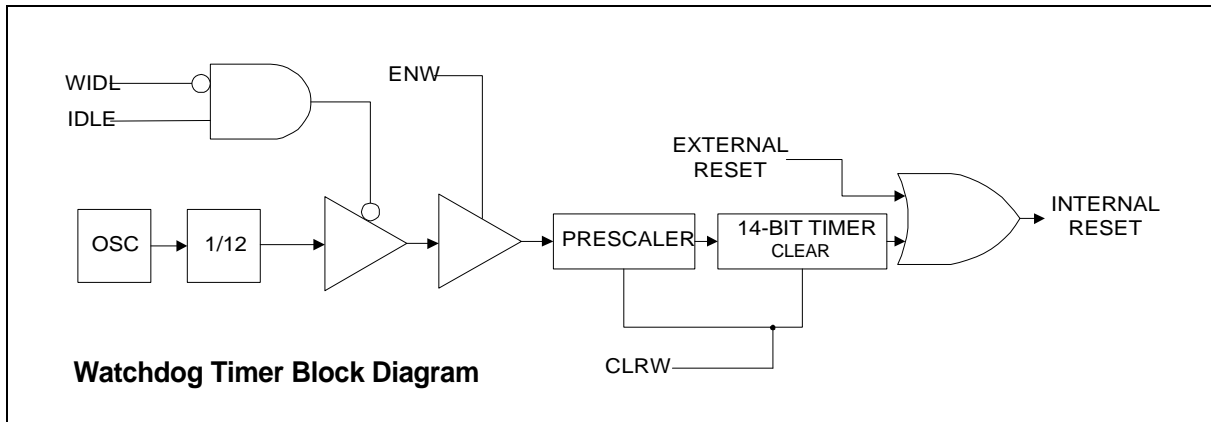 WIDL
IDLE
ENW
EXTERNAL
RESET
OSC
1/12
PRESCALER
14-BIT TIMER
CLEAR
INTERNAL
RESET
CLRW
Watchdog Timer Block Diagram